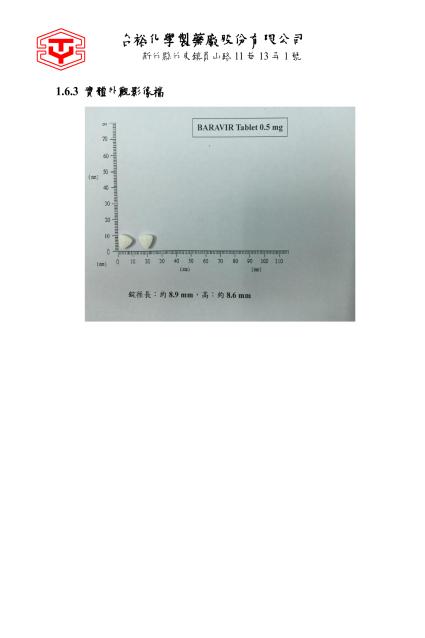 合裕化學製藥廠股份有限公司
新竹縣竹東鎮員山路 11 巷 13 弄 1 號
1.6.3 實體外觀影像檔
BARAVIR Tablet 0.5 mg
80
70
60
50
(mm)
40
30
20
10
0
0 10 20 30 40 50 60 70 80 90 100 110
(mm) (mm) (mm)
錠徑長：約 8.9 mm，高：約 8.6 mm